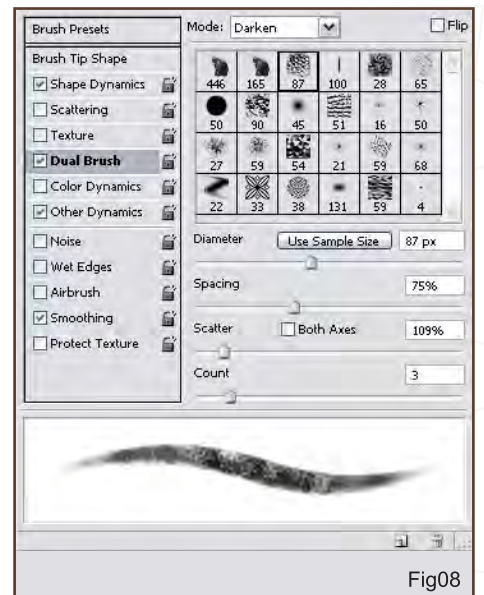 Brush Presets
Brush Tip Shape
Shape Dynamics
Scattering
Texture
Dual Brush
Color Dynamics
Other Dynamics
Noise
Wet Edges
Airbrush
Smoothing
Protect Texture
Mode: Darken Flip
446 165 87 100 28 65
50 90 45 51 16 50
27 59 54 21 59 68
22 33 38 131 59 4
Diameter Use Sample Size 87 px
Spacing 75%
Scatter Both Axes 109%
Count 3
Fig08